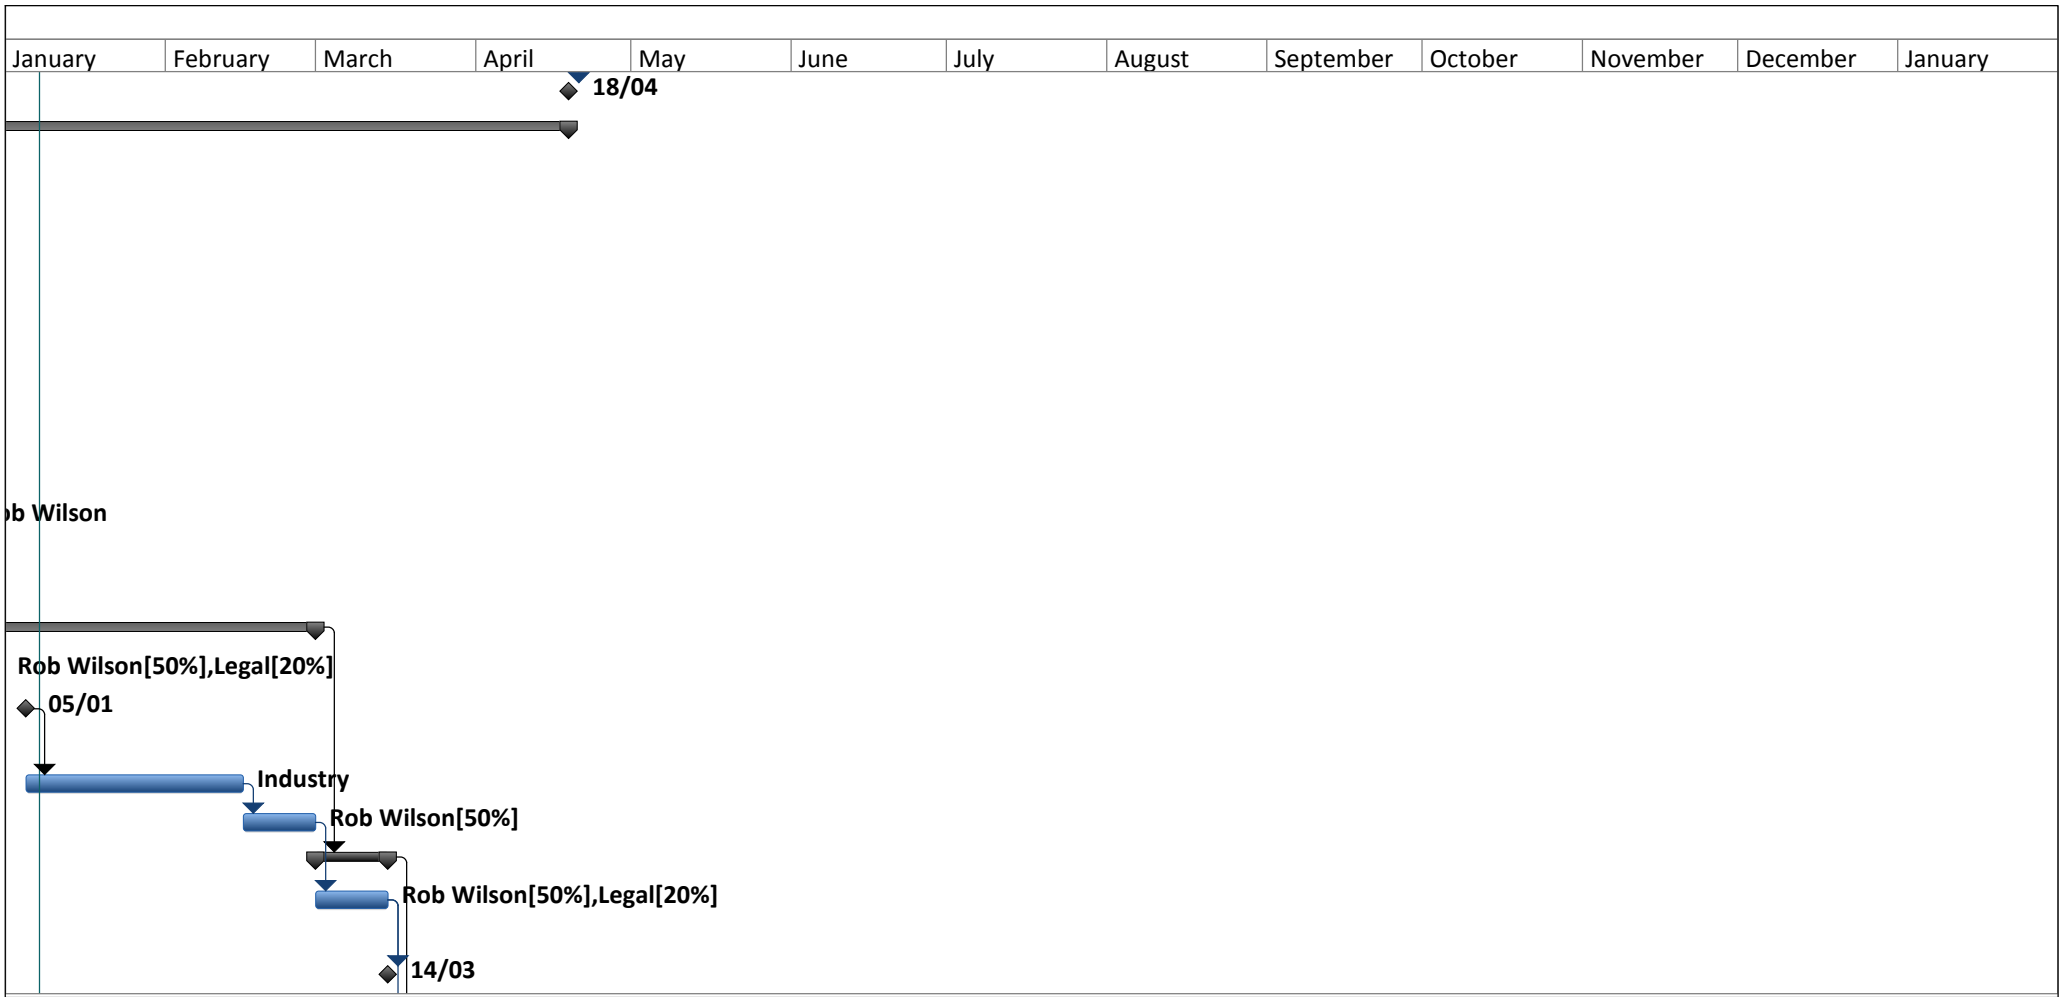 January February March April May June July August September October November December January
18/04
ob Wilson
Rob Wilson[50%],Legal[20%]
05/01
Industry
Rob Wilson[50%]
Rob Wilson[50%],Legal[20%]
14/03